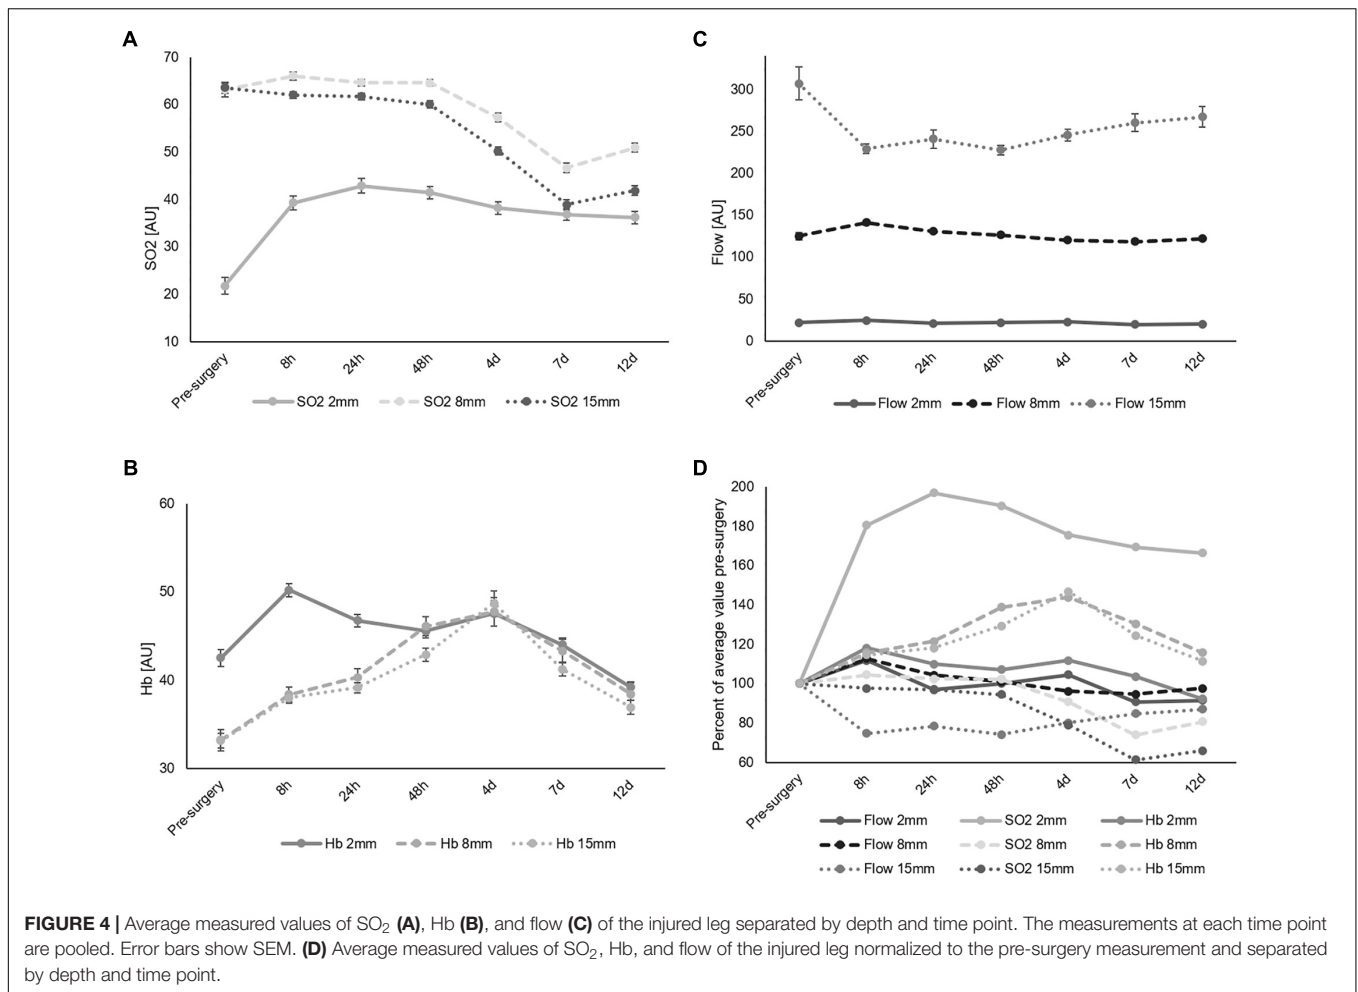 A
70
60
50
40
30
20
10
SO2 [AU]
Pre-surgery
8h
24h
48h
4d
7d
12d
SO2 2mm SO2 8mm SO2 15mm
C
300
250
200
150
100
50
0
Flow [AU]
Pre-surgery
8h
24h
48h
4d
7d
12d
Flow 2mm Flow 8mm Flow 15mm
B
60
50
40
30
Hb [AU]
Pre-surgery
8h
24h
48h
4d
7d
12d
Hb 2mm Hb 8mm Hb 15mm
D
200
180
160
140
120
100
80
60
Percent of average value pre-surgery
Pre-surgery
8h
24h
48h
4d
7d
12d
Flow 2mm SO2 2mm Hb 2mm
Flow 8mm SO2 8mm Hb 8mm
Flow 15mm SO2 15mm Hb 15mm
FIGURE 4 | Average measured values of SO₂ (A), Hb (B), and flow (C) of the injured leg separated by depth and time point. The measurements at each time point
are pooled. Error bars show SEM. (D) Average measured values of SO₂, Hb, and flow of the injured leg normalized to the pre-surgery measurement and separated
by depth and time point.